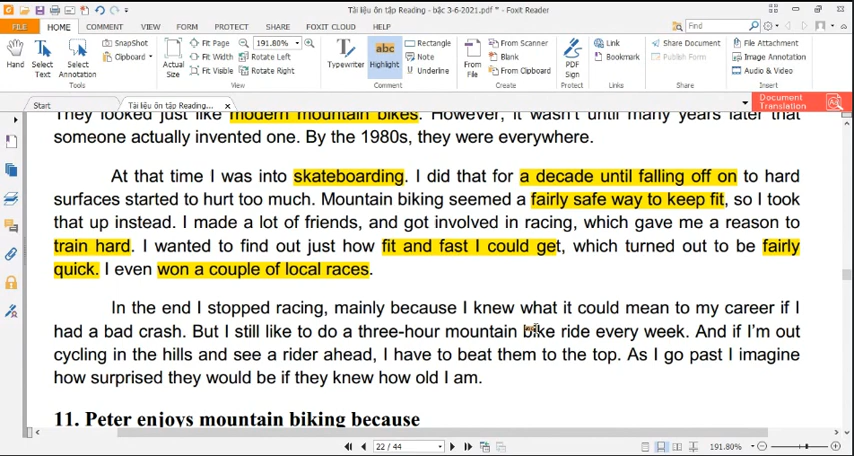 Tài liệu ôn tập Reading - bậc 3-6-2021.pdf * - Foxit Reader
FILE HOME COMMENT VIEW FORM PROTECT SHARE FOXIT CLOUD HELP Find
SnapShot Fit Page 191.80% Rectangle From Scanner Link Share Document File Attachment
Clipboard Fit Width Rotate Left Note Blank Bookmark Publish Form Image Annotation
Hand Select Text Select Annotation Actual Size Fit Visible Rotate Right Typewriter abc Highlight Underline From File From Clipboard PDF Sign Audio & Video
Tools View Comment Create Protect Links Share Insert
Start Tài liệu ôn tập Reading... Document Translation
They looked just like modern mountain bikes. However, it wasn't until many years later that
someone actually invented one. By the 1980s, they were everywhere.
At that time I was into skateboarding. I did that for a decade until falling off on to hard
surfaces started to hurt too much. Mountain biking seemed a fairly safe way to keep fit, so I took
that up instead. I made a lot of friends, and got involved in racing, which gave me a reason to
train hard. I wanted to find out just how fit and fast I could get, which turned out to be fairly
quick. I even won a couple of local races.
In the end I stopped racing, mainly because I knew what it could mean to my career if I
had a bad crash. But I still like to do a three-hour mountain bike ride every week. And if I'm out
cycling in the hills and see a rider ahead, I have to beat them to the top. As I go past I imagine
how surprised they would be if they knew how old I am.
11. Peter enjoys mountain biking because
22 / 44 191.80%